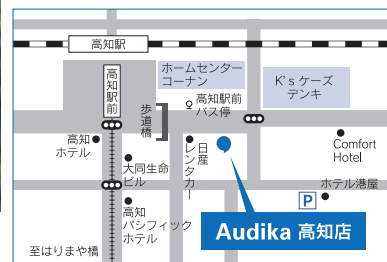 高知駅
ホームセンター
コーナン
K'sケーズ
デンキ
高知駅前
歩道橋
高知駅前
バス停
高知
ホテル
大同生命
ビル
日産
レンタカー
Comfort
Hotel
ホテル港屋
P
高知
パシフィック
ホテル
Audika 高知店
至はりまや橋